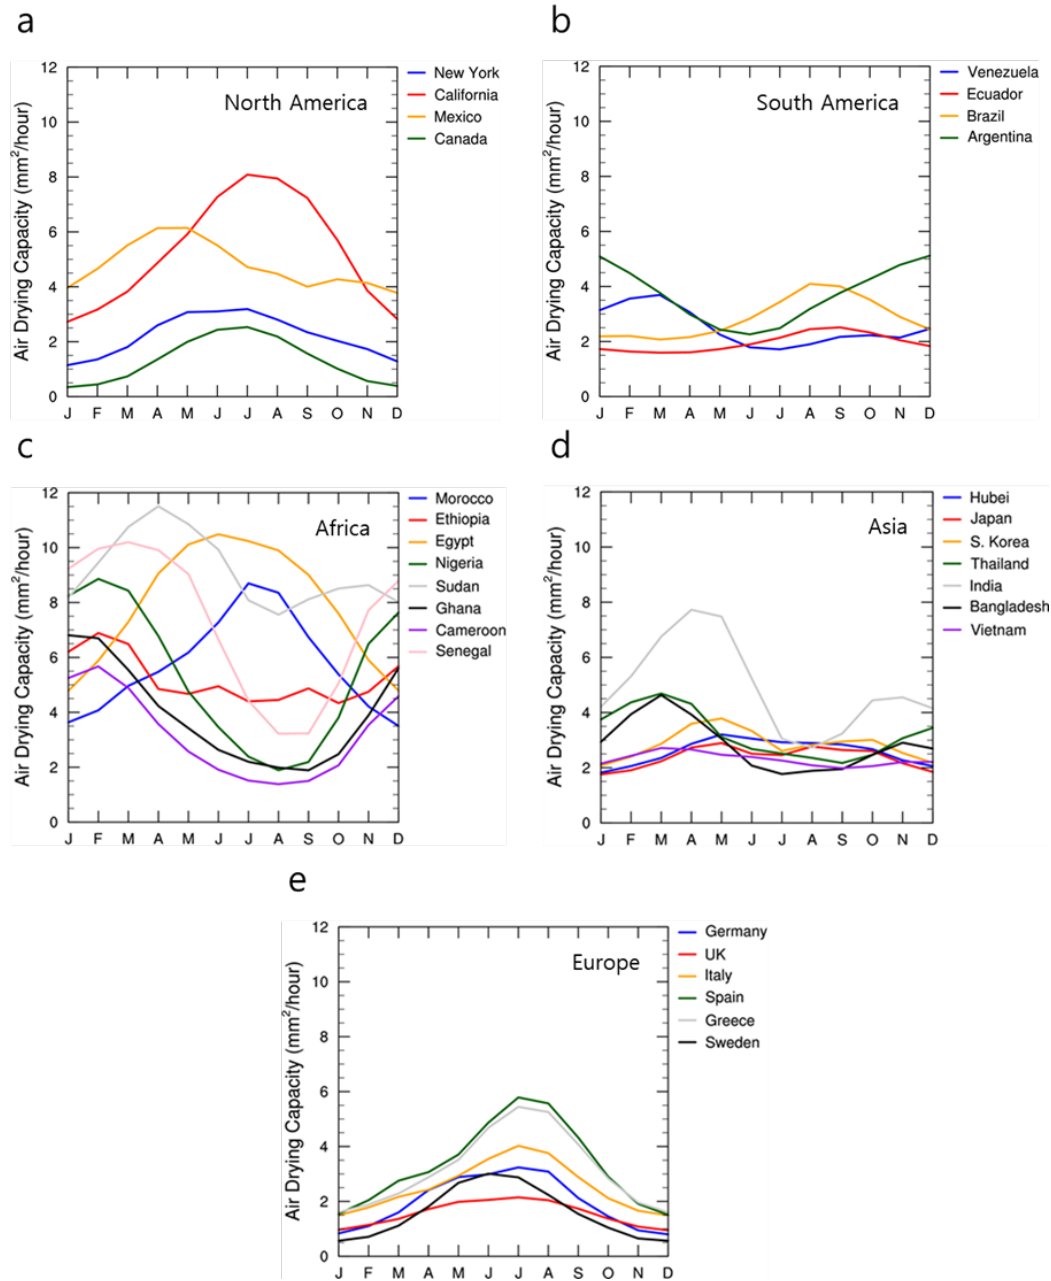 a
North America
Air Drying Capacity (mm²/hour)
12
10
8
6
4
2
0
J F M A M J J A S O N D
New York
California
Mexico
Canada
b
South America
Air Drying Capacity (mm²/hour)
12
10
8
6
4
2
0
J F M A M J J A S O N D
Venezuela
Ecuador
Brazil
Argentina
c
Africa
Air Drying Capacity (mm²/hour)
12
10
8
6
4
2
0
J F M A M J J A S O N D
Morocco
Ethiopia
Egypt
Nigeria
Sudan
Ghana
Cameroon
Senegal
d
Asia
Air Drying Capacity (mm²/hour)
12
10
8
6
4
2
0
J F M A M J J A S O N D
Hubei
Japan
S. Korea
Thailand
India
Bangladesh
Vietnam
e
Europe
Air Drying Capacity (mm²/hour)
12
10
8
6
4
2
0
J F M A M J J A S O N D
Germany
UK
Italy
Spain
Greece
Sweden